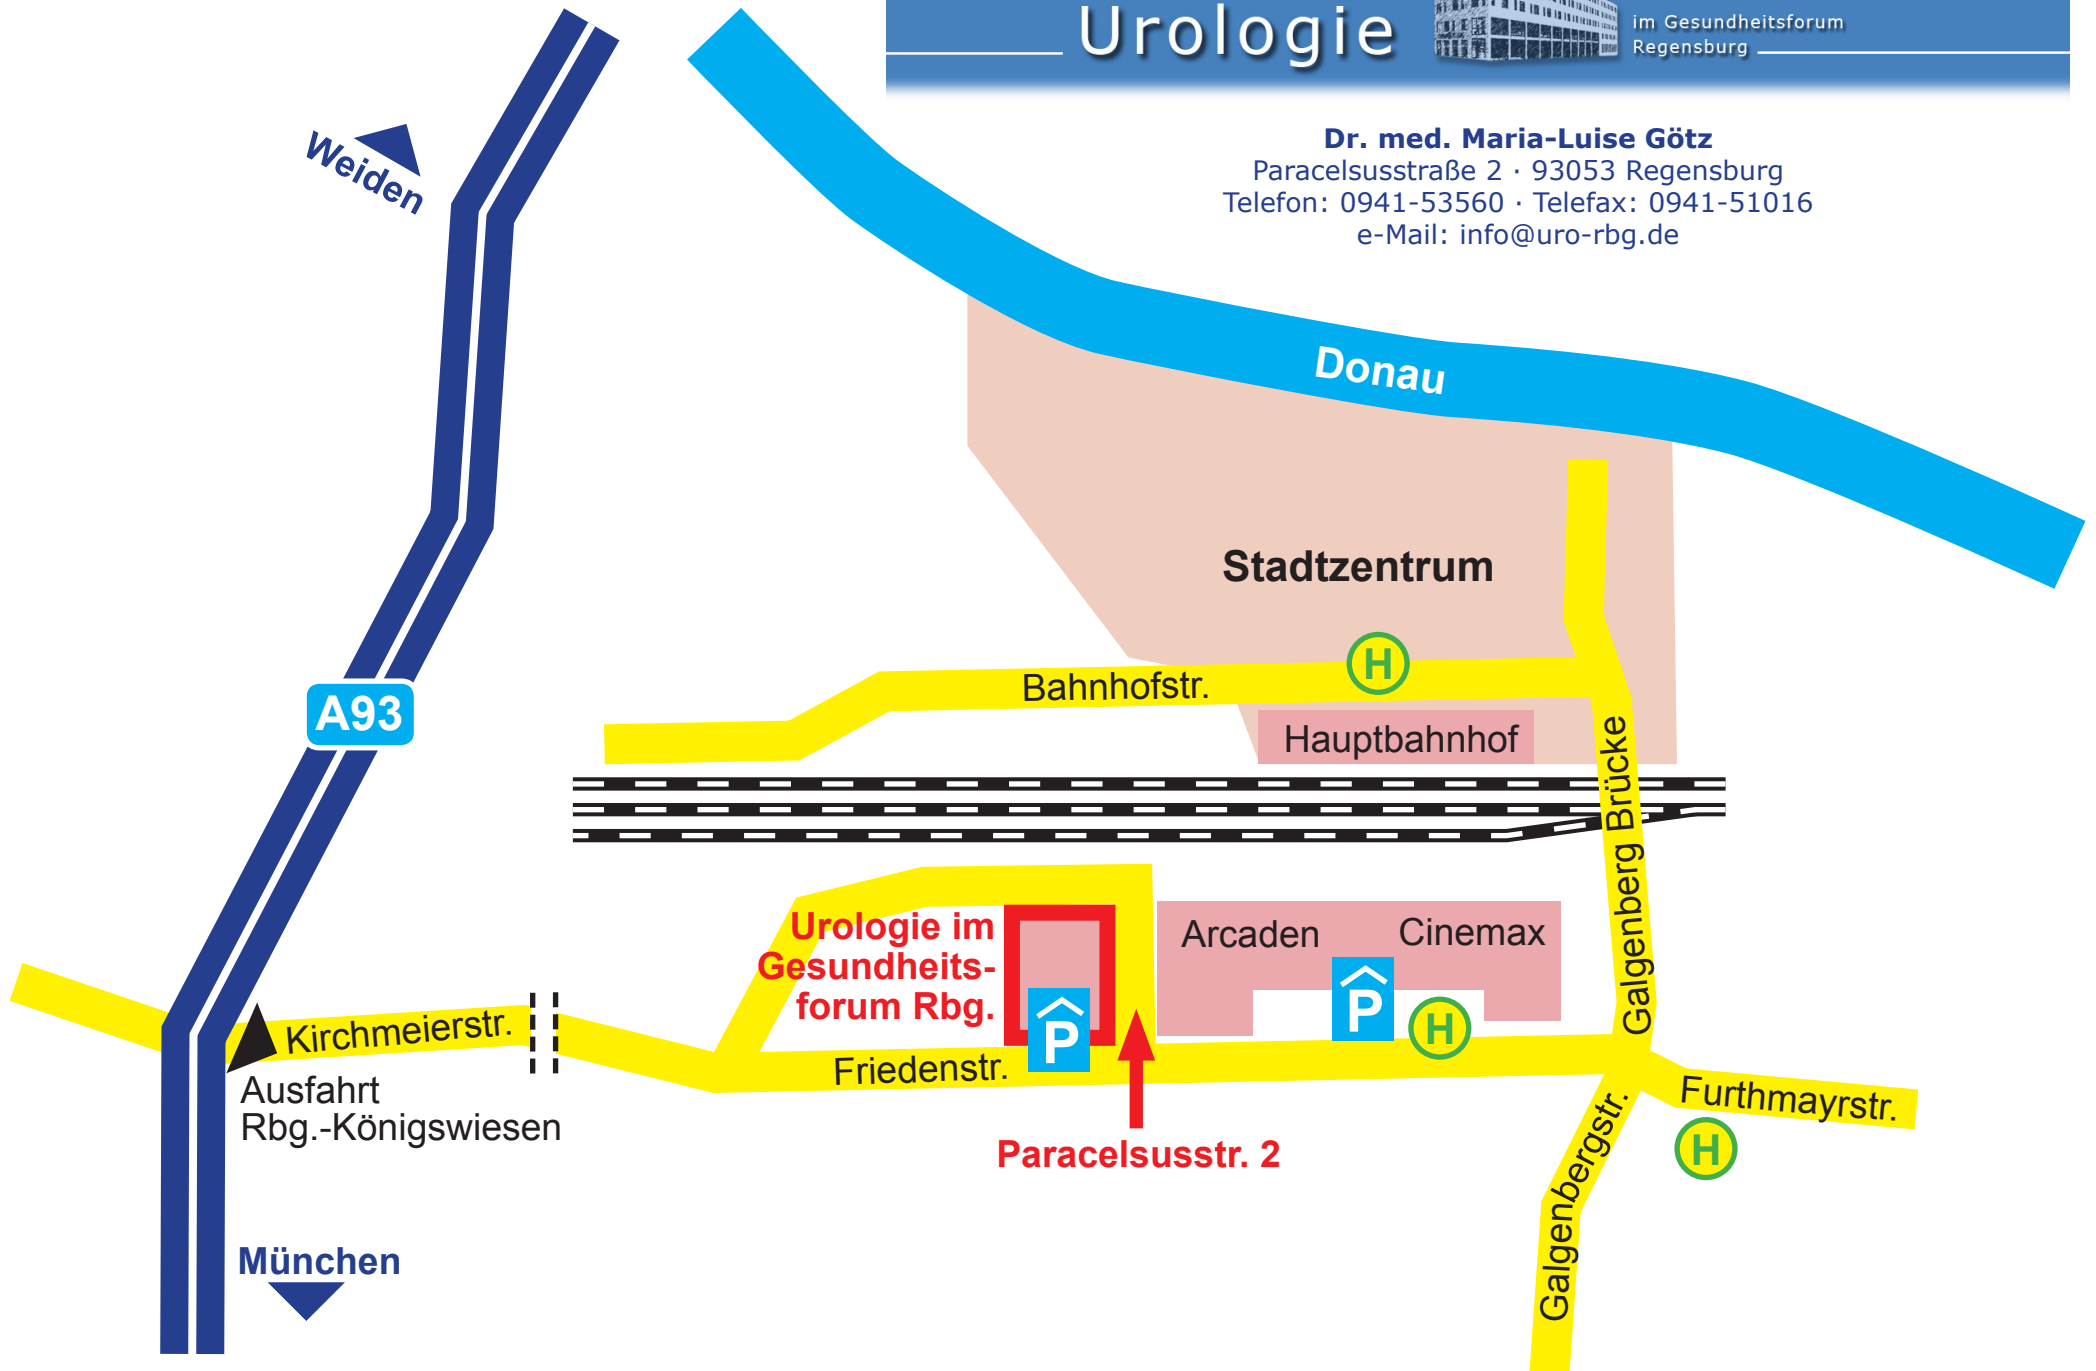 Urologie
im Gesundheitsforum
Regensburg
Dr. med. Maria-Luise Götz
Paracelsusstraße 2 · 93053 Regensburg
Telefon: 0941-53560 · Telefax: 0941-51016
e-Mail: info@uro-rbg.de
Weiden
Donau
Stadtzentrum
H
Bahnhofstr.
A93
Hauptbahnhof
Galgenberg Brücke
Urologie im
Gesundheits-
forum Rbg.
Arcaden
Cinemax
P
P
H
Kirchmeierstr.
Friedenstr.
Ausfahrt
Rbg.-Königswiesen
Furthmayrstr.
H
Paracelsusstr. 2
Galgenbergstr.
München